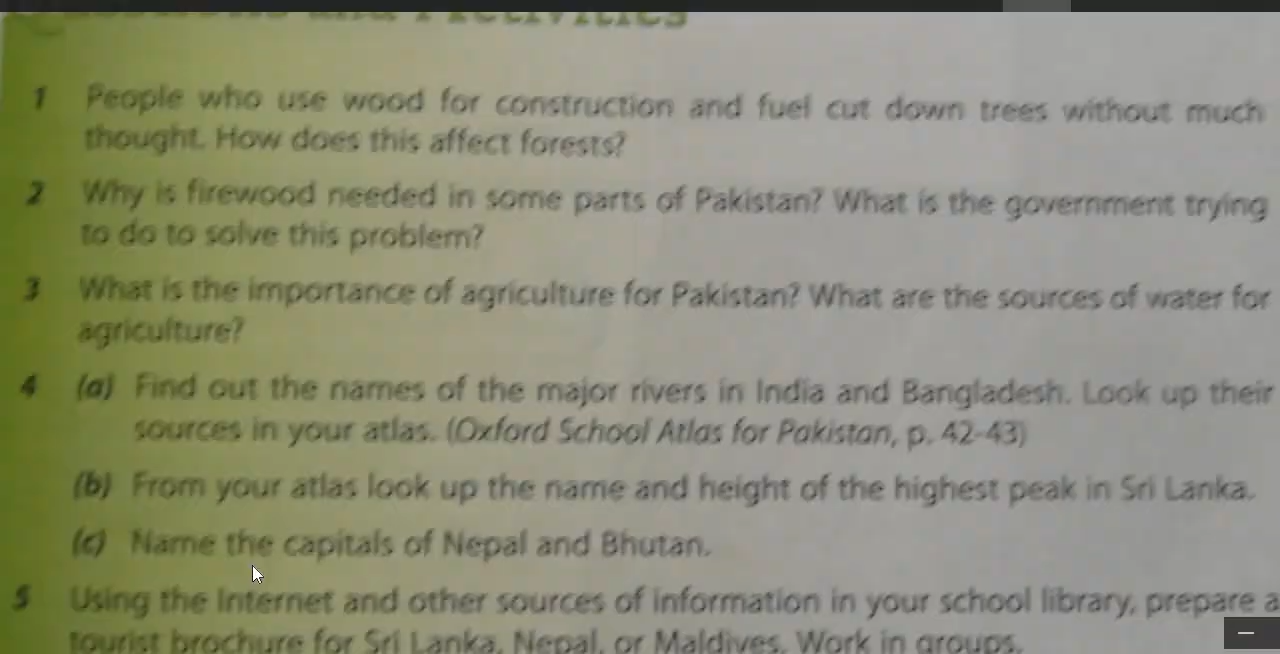 and Activities
1 People who use wood for construction and fuel cut down trees without much
thought. How does this affect forests?
2 Why is firewood needed in some parts of Pakistan? What is the government trying
to do to solve this problem?
3 What is the importance of agriculture for Pakistan? What are the sources of water for
agriculture?
4 (a) Find out the names of the major rivers in India and Bangladesh. Look up their
sources in your atlas. (Oxford School Atlas for Pakistan, p. 42-43)
(b) From your atlas look up the name and height of the highest peak in Sri Lanka.
(c) Name the capitals of Nepal and Bhutan.
5 Using the Internet and other sources of information in your school library, prepare a
tourist brochure for Sri Lanka, Nepal, or Maldives. Work in groups.